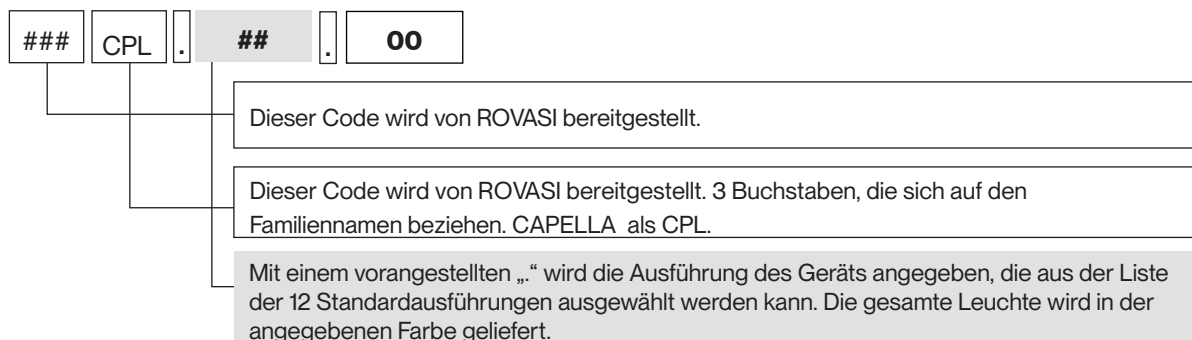 ### CPL . ## . 00
Dieser Code wird von ROVASI bereitgestellt.
Dieser Code wird von ROVASI bereitgestellt. 3 Buchstaben, die sich auf den
Familiennamen beziehen. CAPELLA als CPL.
Mit einem vorangestellten „.“ wird die Ausführung des Geräts angegeben, die aus der Liste
der 12 Standardausführungen ausgewählt werden kann. Die gesamte Leuchte wird in der
angegebenen Farbe geliefert.